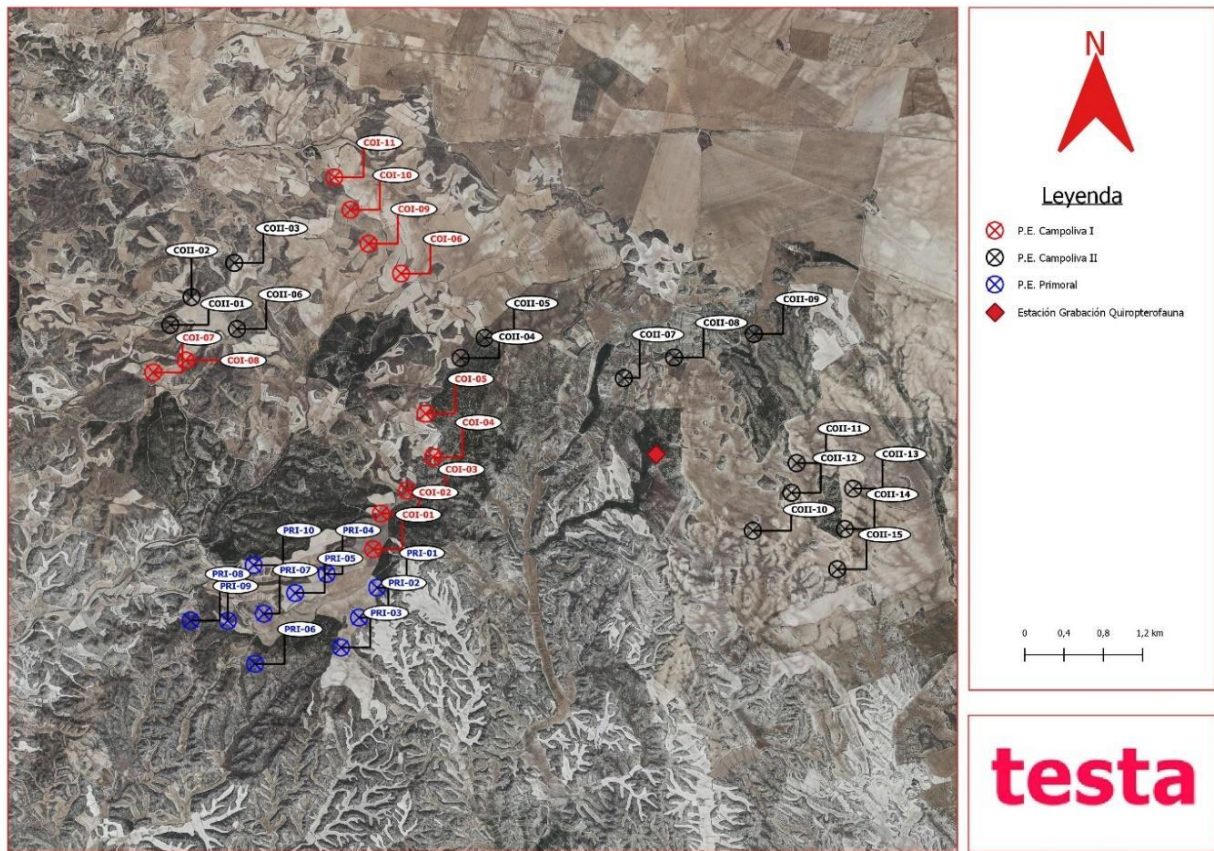 COI-11
COI-10
COI-09
COII-03
COI-06
COII-02
COII-06
COII-09
COII-01
COII-05
COII-08
COI-07
COII-07
COII-04
COI-08
COI-05
COI-04
COII-11
COII-13
COII-12
COI-03
COI-02
COII-14
COII-10
COI-01
PRI-10
PRI-04
COII-15
PRI-01
PRI-05
PRI-07
PRI-08
PRI-09
PRI-02
PRI-03
PRI-06
N
Leyenda
P.E. Campoliva I
P.E. Campoliva II
P.E. Primoral
Estación Grabación Quiropterofauna
0 0,4 0,8 1,2 km
testa